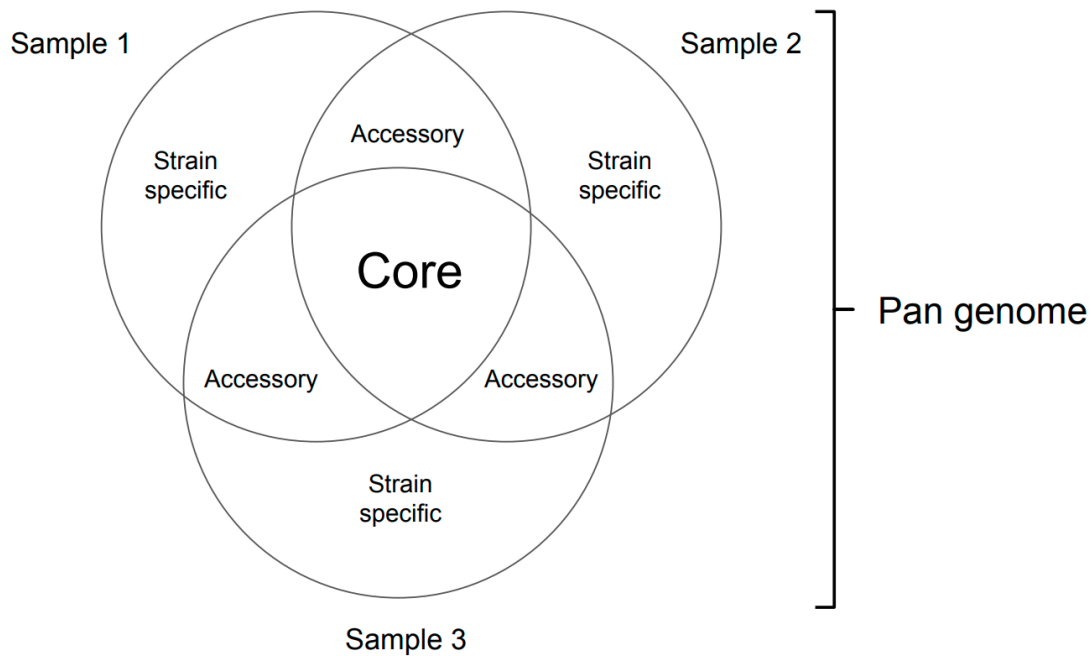 Sample 1
Sample 2
Accessory
Strain
specific
Strain
specific
Core
Pan genome
Accessory
Accessory
Strain
specific
Sample 3